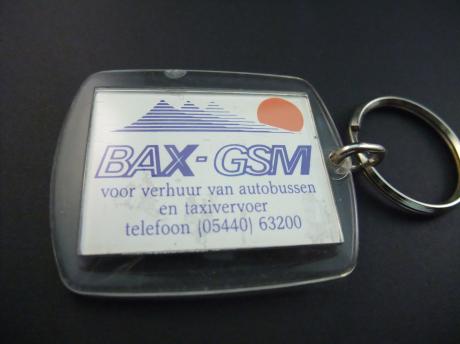 BAX-GSM
voor verhuur van autobussen
en taxivervoer
telefoon (05440) 63200